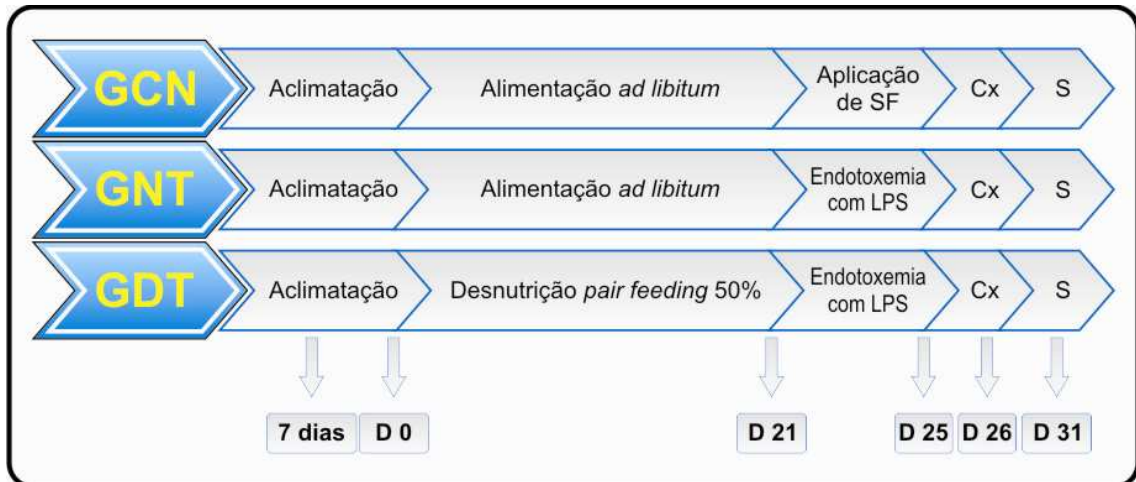 GCN Aclimatação Alimentação ad libitum Aplicação de SF Cx S
GNT Aclimatação Alimentação ad libitum Endotoxemia com LPS Cx S
GDT Aclimatação Desnutrição pair feeding 50% Endotoxemia com LPS Cx S
7 dias D 0 D 21 D 25 D 26 D 31